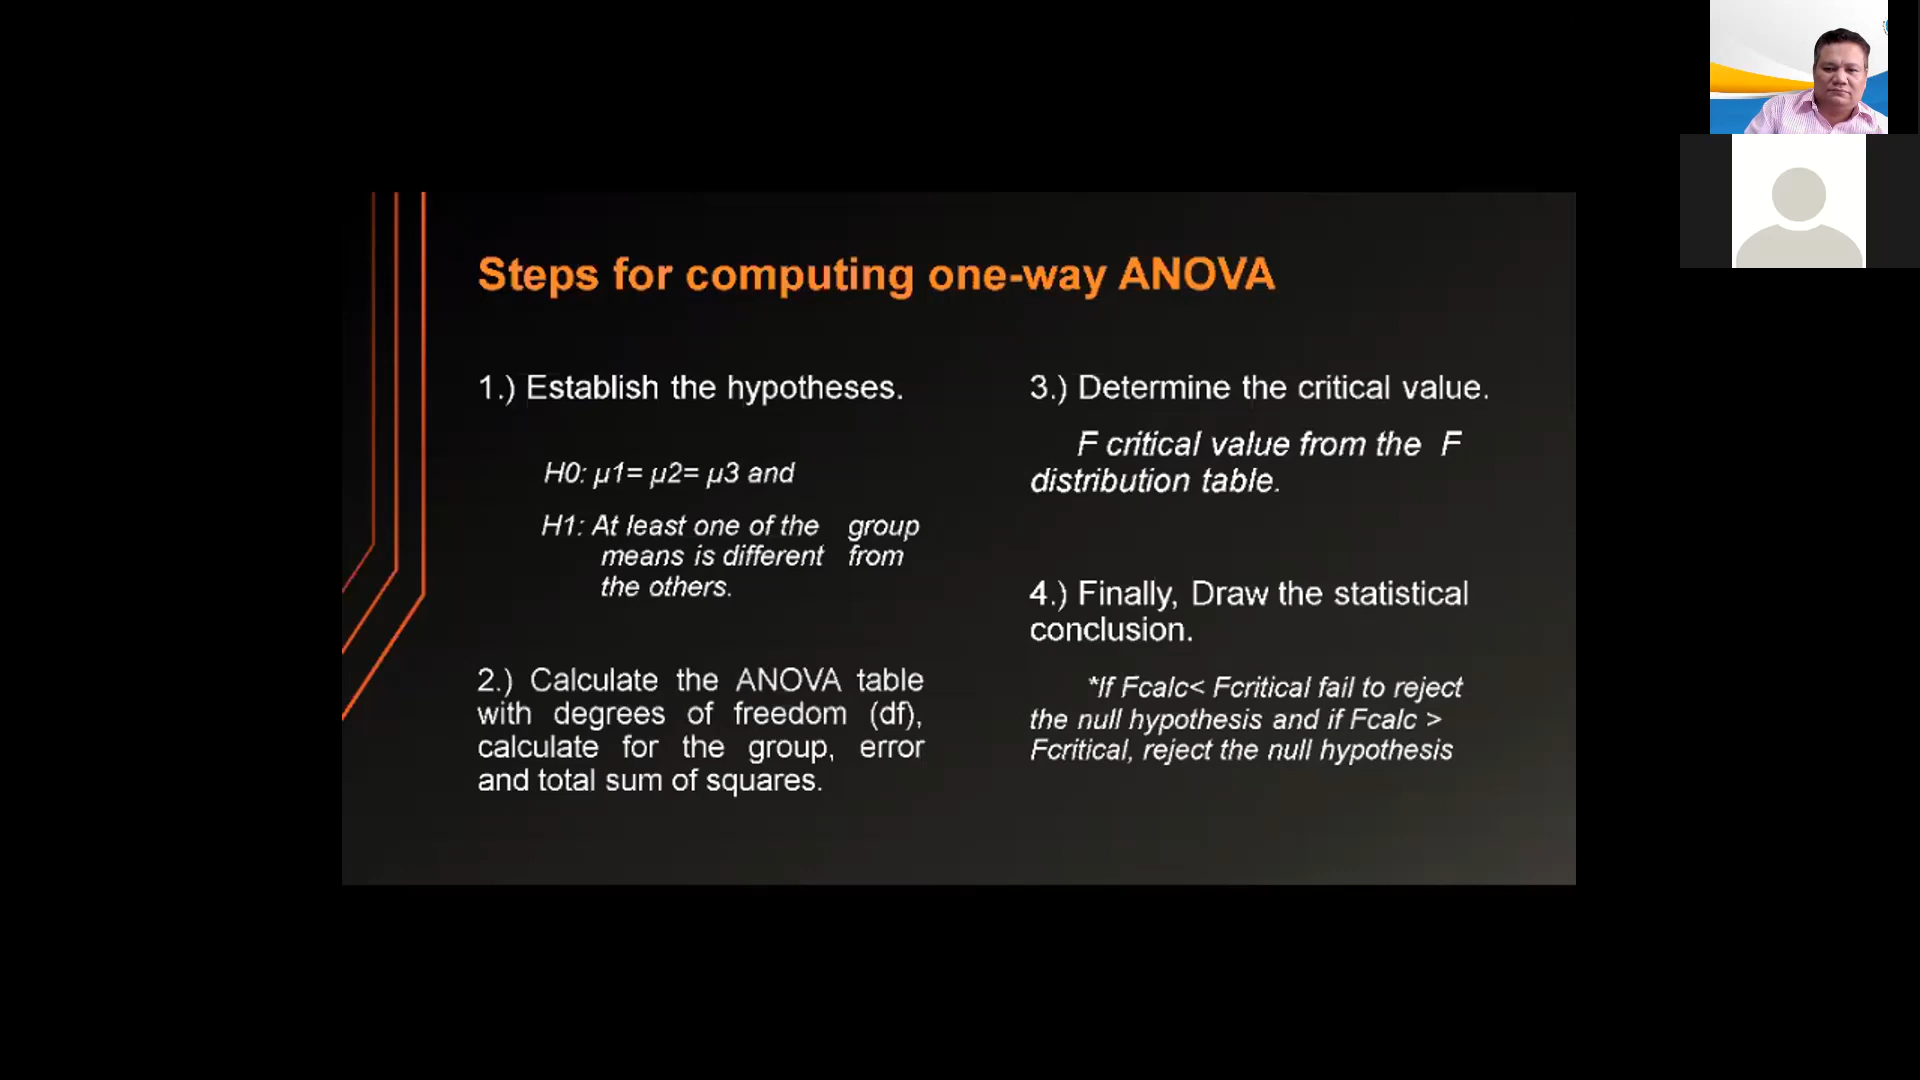 Steps for computing one-way ANOVA
1.) Establish the hypotheses.
H0: µ1= µ2= µ3 and
H1: At least one of the group
means is different from
the others.
2.) Calculate the ANOVA table
with degrees of freedom (df),
calculate for the group, error
and total sum of squares.
3.) Determine the critical value.
F critical value from the F
distribution table.
4.) Finally, Draw the statistical
conclusion.
*If Fcalc< Fcritical fail to reject
the null hypothesis and if Fcalc >
Fcritical, reject the null hypothesis